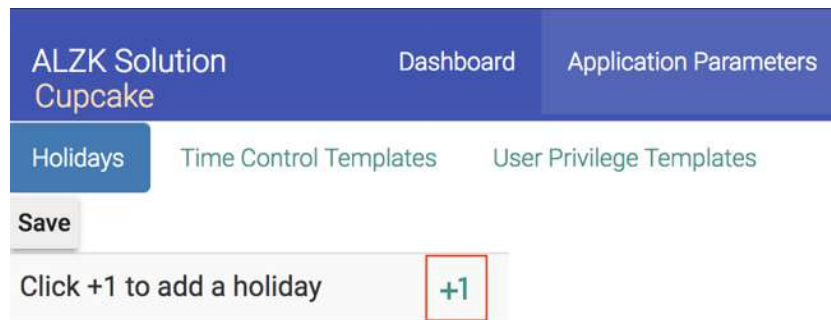 ALZK Solution
Cupcake
Dashboard
Application Parameters
Holidays
Time Control Templates
User Privilege Templates
Save
Click +1 to add a holiday
+1